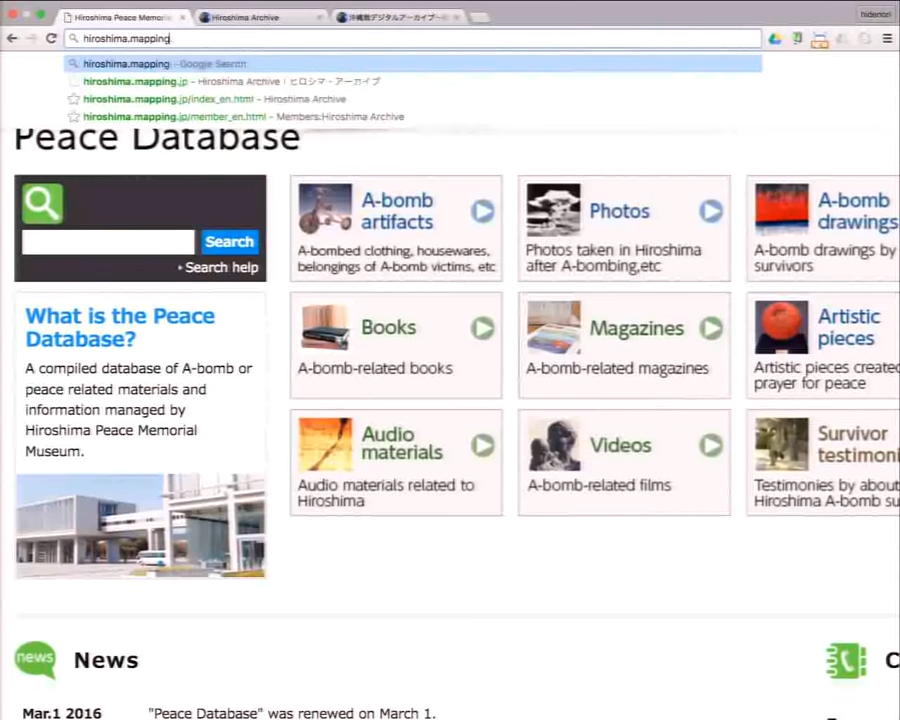 Hiroshima Peace Memori
Hiroshima Archive
沖縄戦デジタルアーカイブ〜
hidenori
hiroshima.mapping
hiroshima.mapping - Google Search
hiroshima.mapping.jp - Hiroshima Archive | ヒロシマ・アーカイブ
hiroshima.mapping.jp/index_en.html - Hiroshima Archive
hiroshima.mapping.jp/member_en.html - Members:Hiroshima Archive
Peace Database
Search
Search help
What is the Peace
Database?
A compiled database of A-bomb or
peace related materials and
information managed by
Hiroshima Peace Memorial
Museum.
A-bomb
artifacts
A-bombed clothing, housewares,
belongings of A-bomb victims, etc
Photos
Photos taken in Hiroshima
after A-bombing,etc
A-bomb
drawings
A-bomb drawings by
survivors
Books
A-bomb-related books
Magazines
A-bomb-related magazines
Artistic
pieces
Artistic pieces created
prayer for peace
Audio
materials
Audio materials related to
Hiroshima
Videos
A-bomb-related films
Survivor
testimoni
Testimonies by about
Hiroshima A-bomb su
news
News
C
Mar.1 2016
"Peace Database" was renewed on March 1.